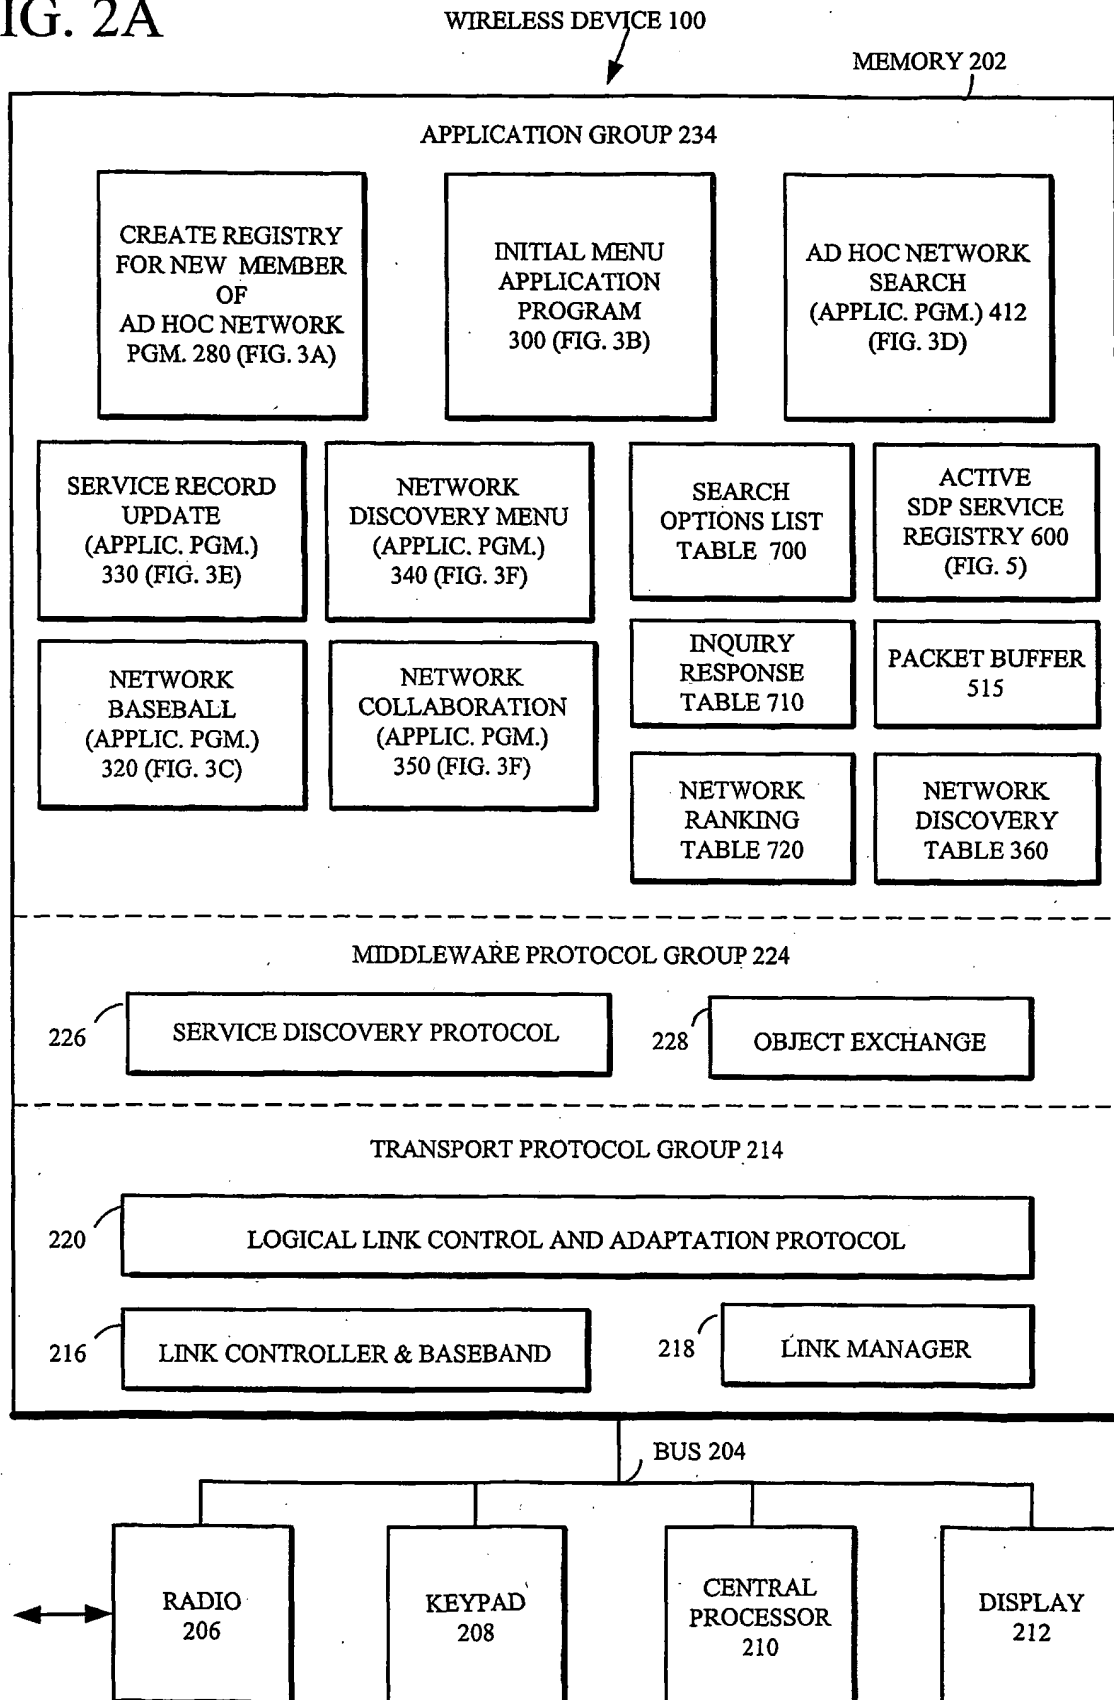 IG. 2A
WIRELESS DEVICE 100
MEMORY 202
APPLICATION GROUP 234
CREATE REGISTRY
FOR NEW MEMBER
OF
AD HOC NETWORK
PGM. 280 (FIG. 3A)
INITIAL MENU
APPLICATION
PROGRAM
300 (FIG. 3B)
AD HOC NETWORK
SEARCH
(APPLIC. PGM.) 412
(FIG. 3D)
SERVICE RECORD
UPDATE
(APPLIC. PGM.)
330 (FIG. 3E)
NETWORK
DISCOVERY MENU
(APPLIC. PGM.)
340 (FIG. 3F)
SEARCH
OPTIONS LIST
TABLE 700
ACTIVE
SDP SERVICE
REGISTRY 600
(FIG. 5)
NETWORK
BASEBALL
(APPLIC. PGM.)
320 (FIG. 3C)
NETWORK
COLLABORATION
(APPLIC. PGM.)
350 (FIG. 3F)
INQUIRY
RESPONSE
TABLE 710
PACKET BUFFER
515
NETWORK
RANKING
TABLE 720
NETWORK
DISCOVERY
TABLE 360
MIDDLEWARE PROTOCOL GROUP 224
226
SERVICE DISCOVERY PROTOCOL
228
OBJECT EXCHANGE
TRANSPORT PROTOCOL GROUP 214
220
LOGICAL LINK CONTROL AND ADAPTATION PROTOCOL
216
LINK CONTROLLER & BASEBAND
218
LINK MANAGER
BUS 204
RADIO
206
KEYPAD
208
CENTRAL
PROCESSOR
210
DISPLAY
212